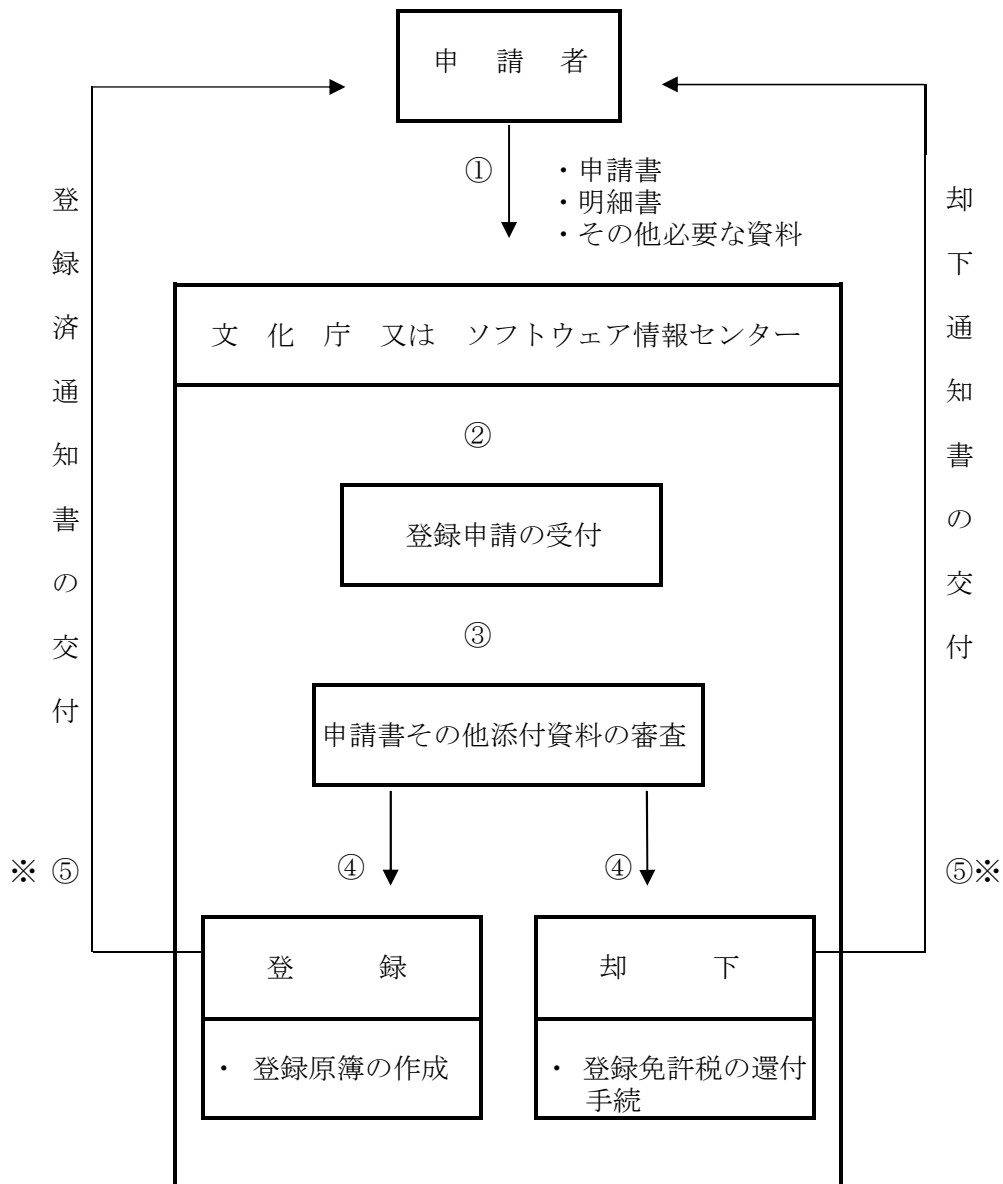 申　請　者
①
・申請書
・明細書
・その他必要な資料
登録済通知書の交付
却下通知書の交付
文　化　庁　又は　ソフトウェア情報センター
②
登録申請の受付
③
申請書その他添付資料の審査
※ ⑤
④
④
⑤※
登　　　録
却　　　下
・ 登録原簿の作成
・ 登録免許税の還付
手続